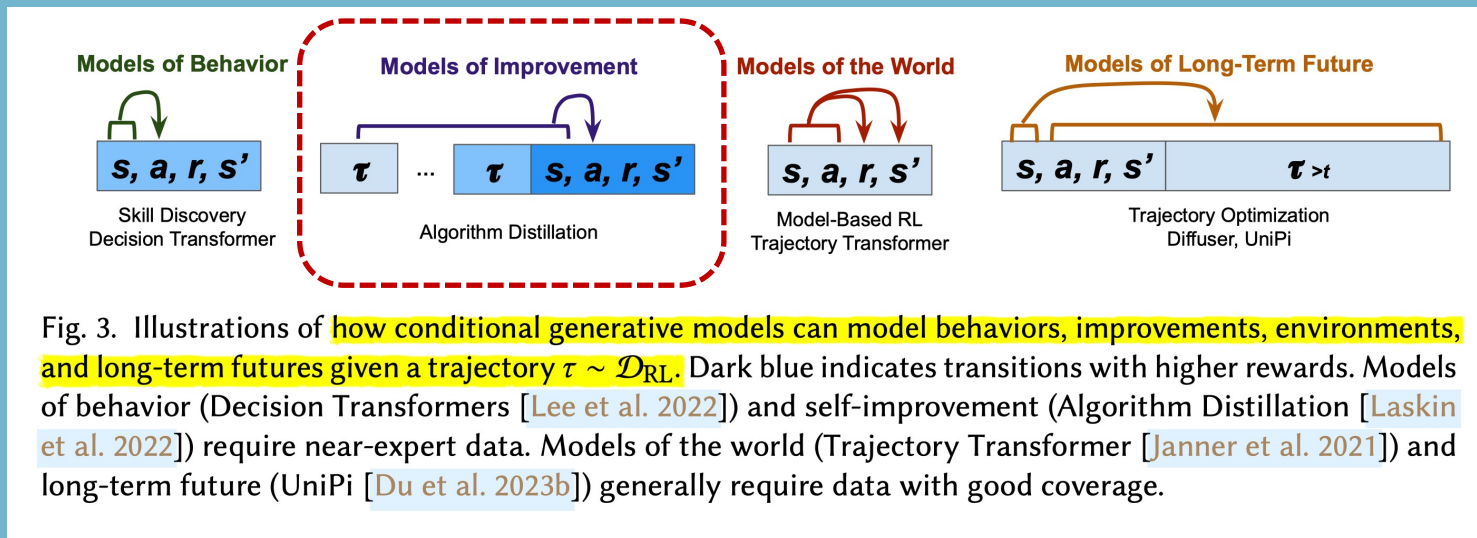 Models of Behavior
s, a, r, s’
Skill Discovery
Decision Transformer
Models of Improvement
τ ... τ s, a, r, s’
Algorithm Distillation
Models of the World
s, a, r, s’
Model-Based RL
Trajectory Transformer
Models of Long-Term Future
s, a, r, s’ τ >t
Trajectory Optimization
Diffuser, UniPi
Fig. 3. Illustrations of how conditional generative models can model behaviors, improvements, environments,
and long-term futures given a trajectory τ ∼ 𝒟RL. Dark blue indicates transitions with higher rewards. Models
of behavior (Decision Transformers [Lee et al. 2022]) and self-improvement (Algorithm Distillation [Laskin
et al. 2022]) require near-expert data. Models of the world (Trajectory Transformer [Janner et al. 2021]) and
long-term future (UniPi [Du et al. 2023b]) generally require data with good coverage.